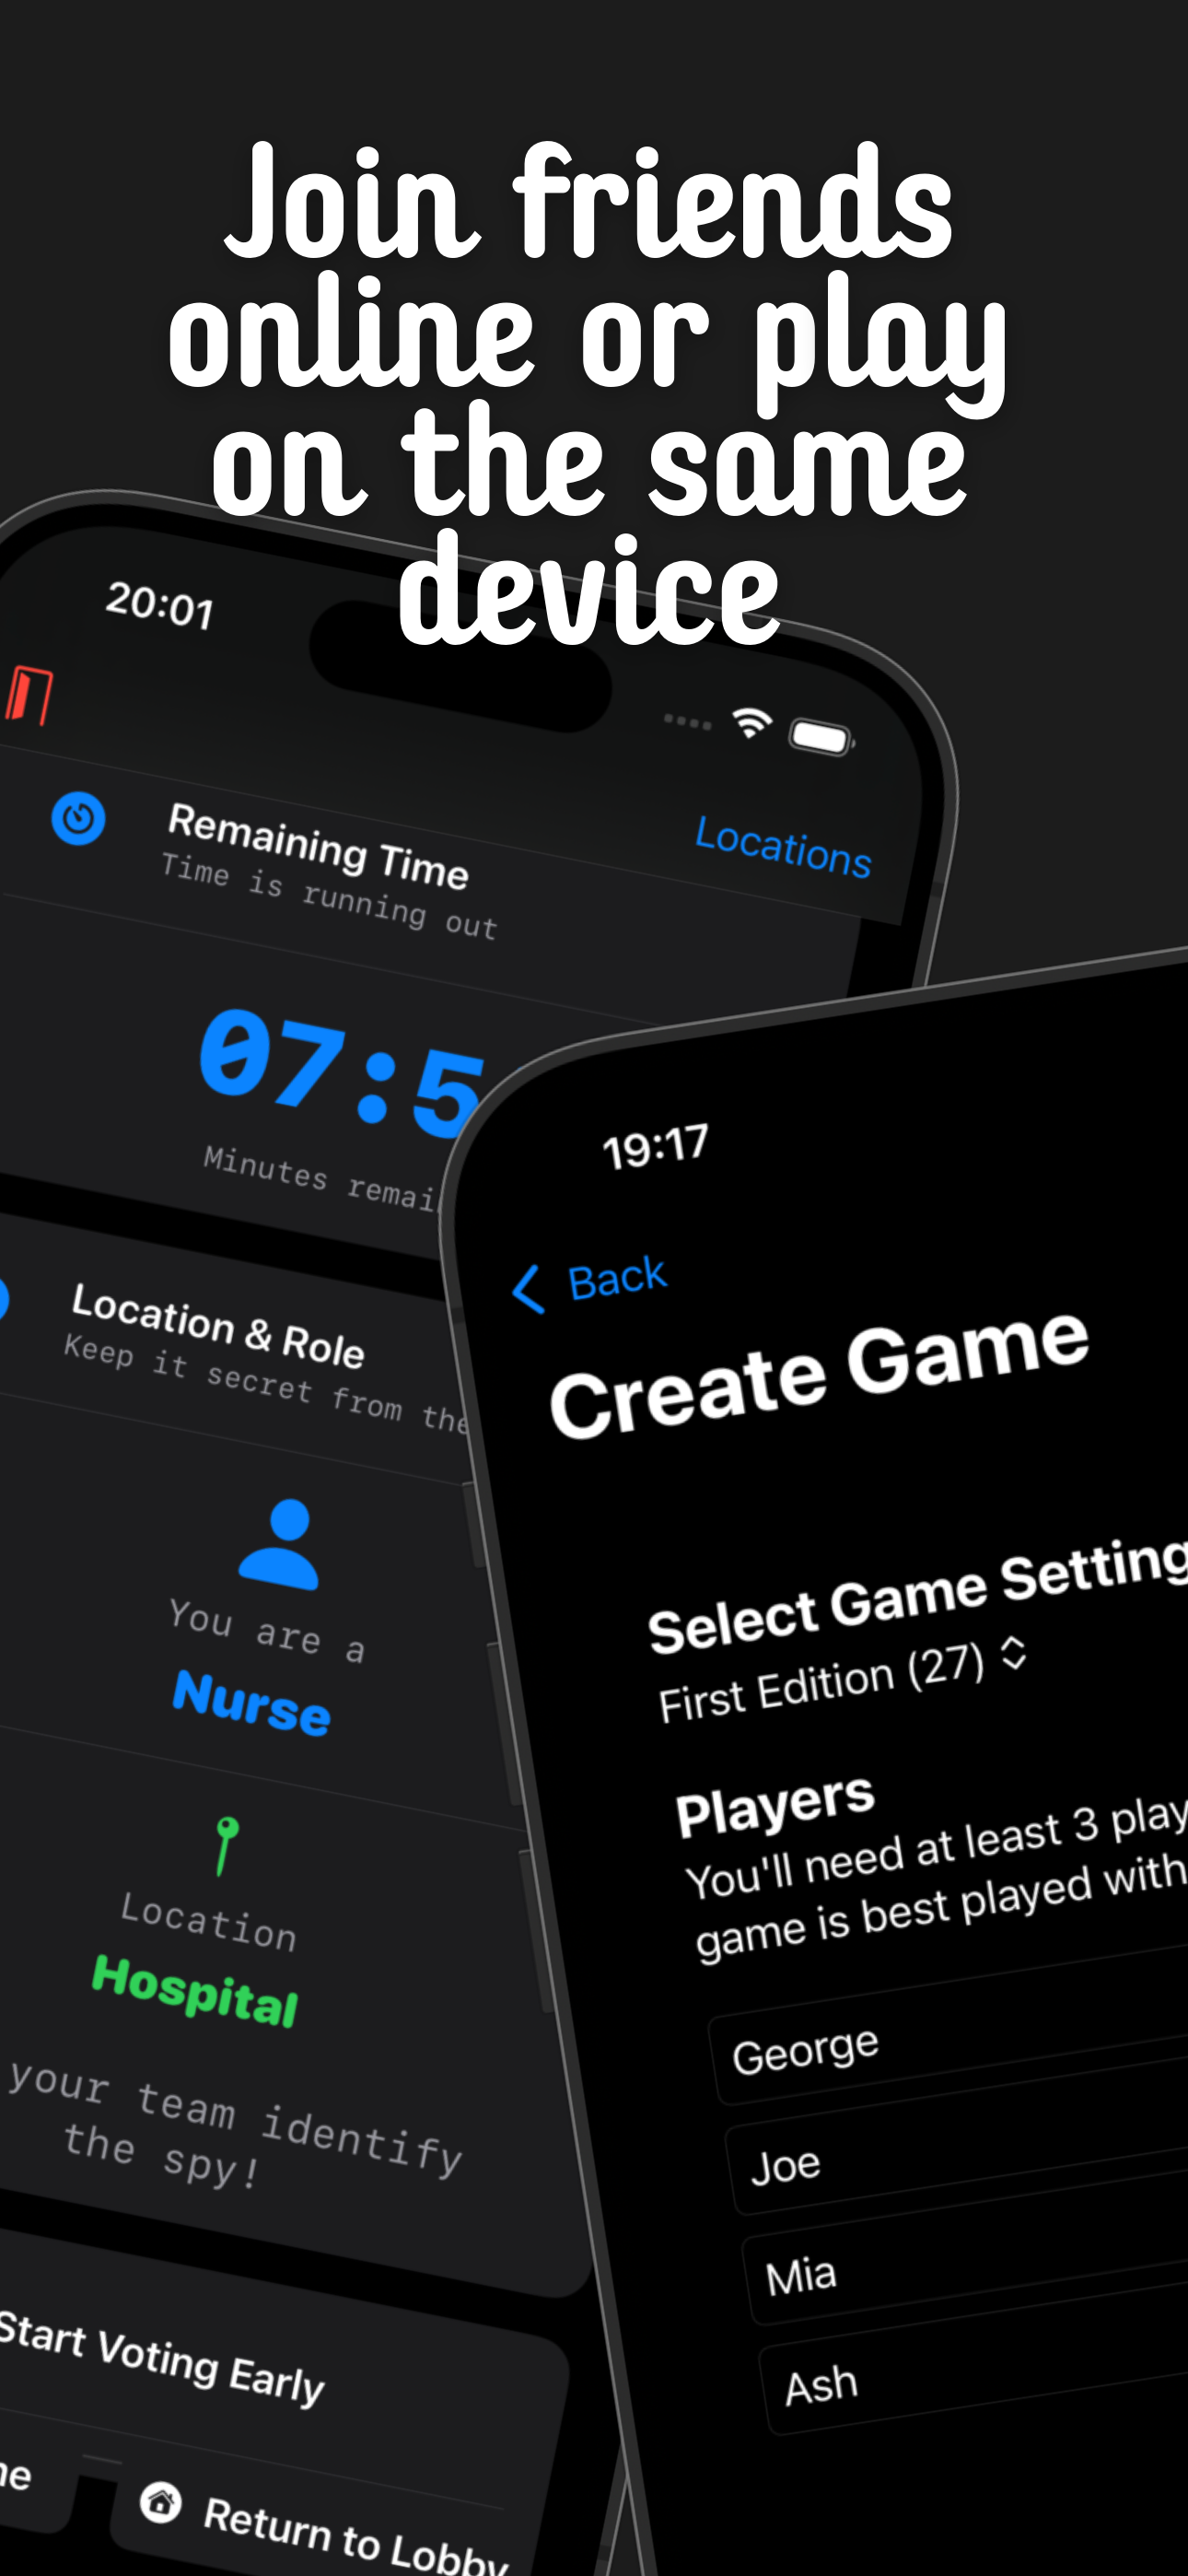 Join friends
online or play
on the same
device
20:01
Locations
Remaining Time
Time is running out
07:5
Minutes
Location & Role
Keep it secret from the
You are a
Nurse
Location
Hospital
your team identify
the spy!
Start Voting Early
Return to Lobby
19:17
Back
Create Game
Select Game Setting
First Edition (27)
Players
You'll need at least 3
game is best played with
George
Joe
Mia
Ash